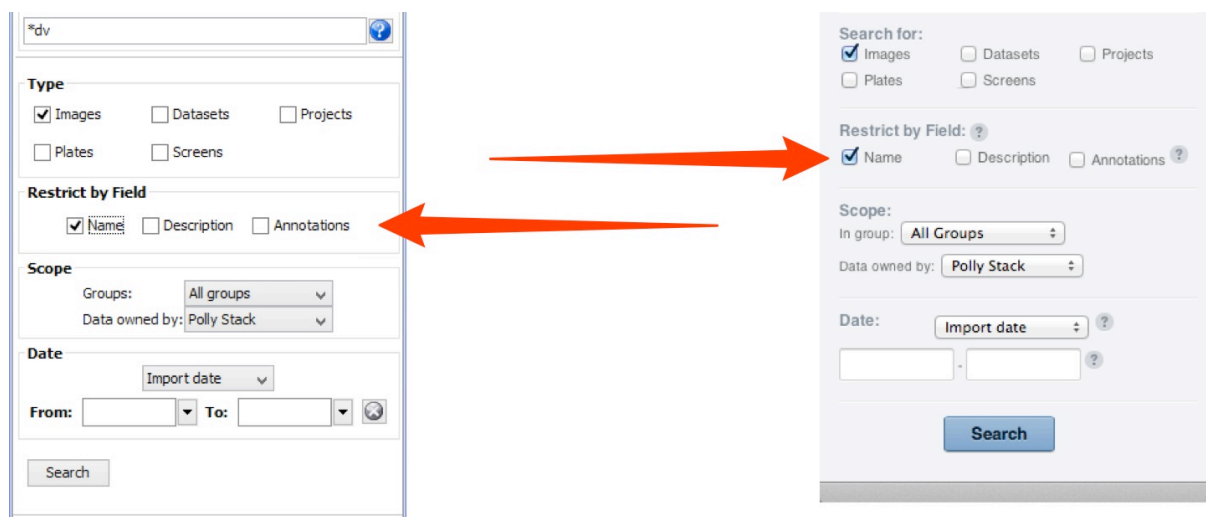 *dv
Type
Images Datasets Projects
Plates Screens
Restrict by Field
Name Description Annotations
Scope
Groups: All groups
Data owned by: Polly Stack
Date
Import date
From: To:
Search
Search for:
Images Datasets Projects
Plates Screens
Restrict by Field: ?
Name Description Annotations ?
Scope:
In group: All Groups
Data owned by: Polly Stack
Date: Import date ?
- ?
Search